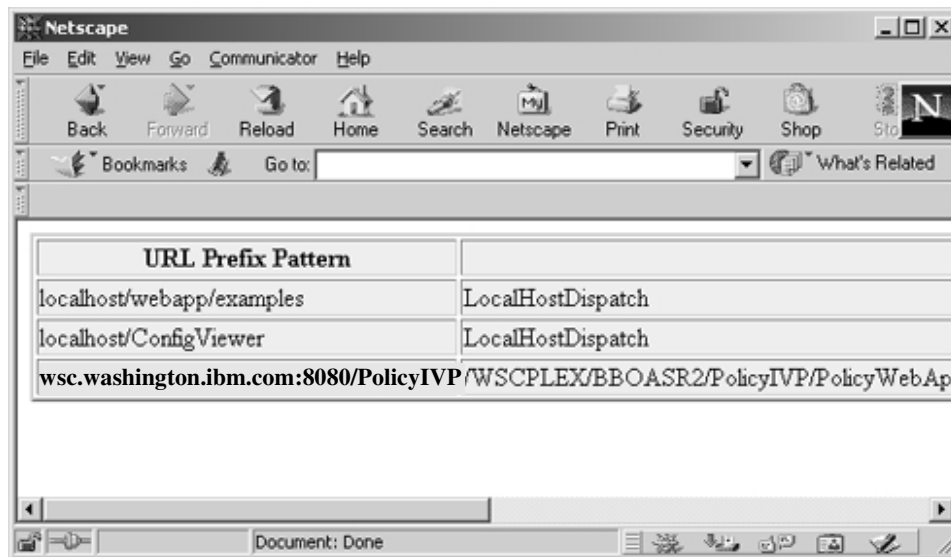 Netscape
File Edit View Go Communicator Help
Back Forward Reload Home Search Netscape Print Security Shop Sto
My
N
Bookmarks Go to: What's Related
URL Prefix Pattern
localhost/webapp/examples LocalHostDispatch
localhost/ConfigViewer LocalHostDispatch
wsc.washington.ibm.com:8080/PolicyIVP /WSCPLEX/BBOASR2/PolicyIVP/PolicyWebAp
Document: Done